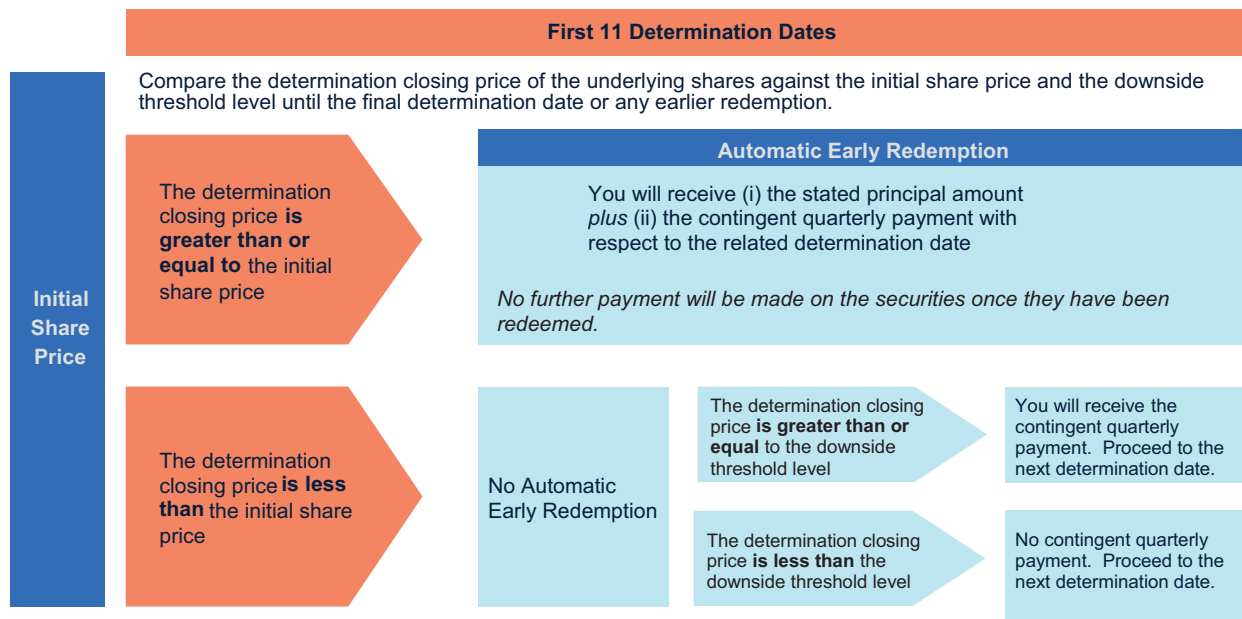 First 11 Determination Dates
Compare the determination closing price of the underlying shares against the initial share price and the downside
threshold level until the final determination date or any earlier redemption.
Initial
Share
Price
The determination
closing price is
greater than or
equal to the initial
share price
Automatic Early Redemption
You will receive (i) the stated principal amount
plus (ii) the contingent quarterly payment with
respect to the related determination date
No further payment will be made on the securities once they have been
redeemed.
The determination
closing price is less
than the initial share
price
No Automatic
Early Redemption
The determination closing
price is greater than or
equal to the downside
threshold level
You will receive the
contingent quarterly
payment. Proceed to the
next determination date.
The determination closing
price is less than the
downside threshold level
No contingent quarterly
payment. Proceed to the
next determination date.